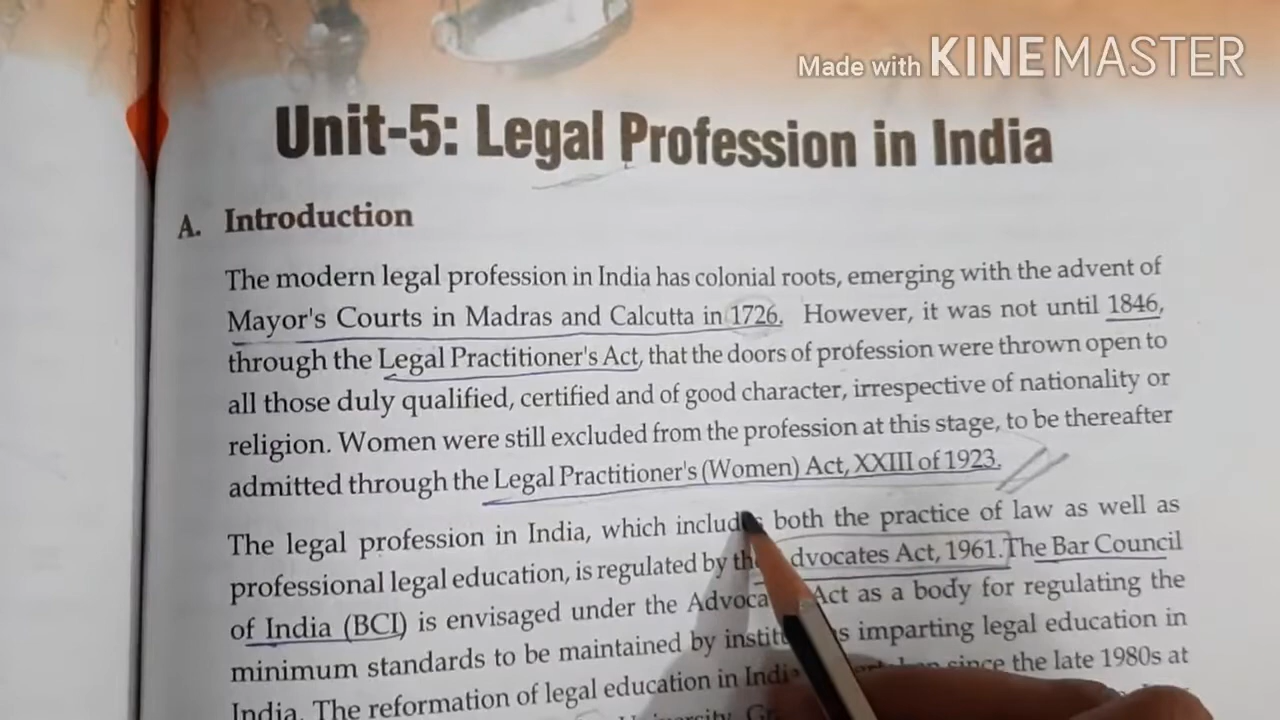 Made with KINEMASTER
Unit-5: Legal Profession in India
A. Introduction
The modern legal profession in India has colonial roots, emerging with the advent of
Mayor's Courts in Madras and Calcutta in 1726. However, it was not until 1846,
through the Legal Practitioner's Act, that the doors of profession were thrown open to
all those duly qualified, certified and of good character, irrespective of nationality or
religion. Women were still excluded from the profession at this stage, to be thereafter
admitted through the Legal Practitioner's (Women) Act, XXIII of 1923.
The legal profession in India, which includes both the practice of law as well as
professional legal education, is regulated by the Advocates Act, 1961. The Bar Council
of India (BCI) is envisaged under the Advocates Act as a body for regulating the
minimum standards to be maintained by institutions imparting legal education in
India. The reformation of legal education in India since the late 1980s at